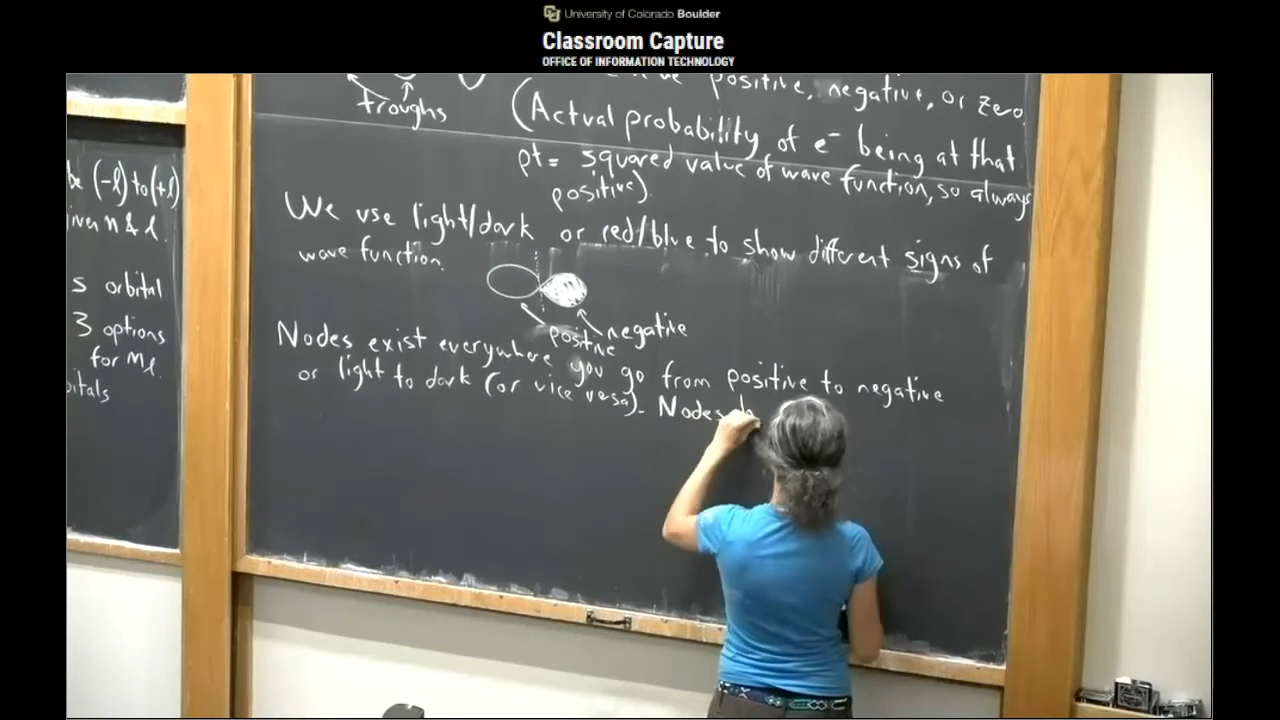 University of Colorado Boulder
Classroom Capture
OFFICE OF INFORMATION TECHNOLOGY
be (-l) to (+l)
given n & l.
s orbital
3 options
for ml
troughs
positive, negative, or zero.
(Actual probability of e⁻ being at that
pt = squared value of wave function, so always
positive).
We use light/dark or red/blue to show different signs of
wave function.
positive
negative
Nodes exist everywhere you go from positive to negative
or light to dark (or vice vesa). Nodes